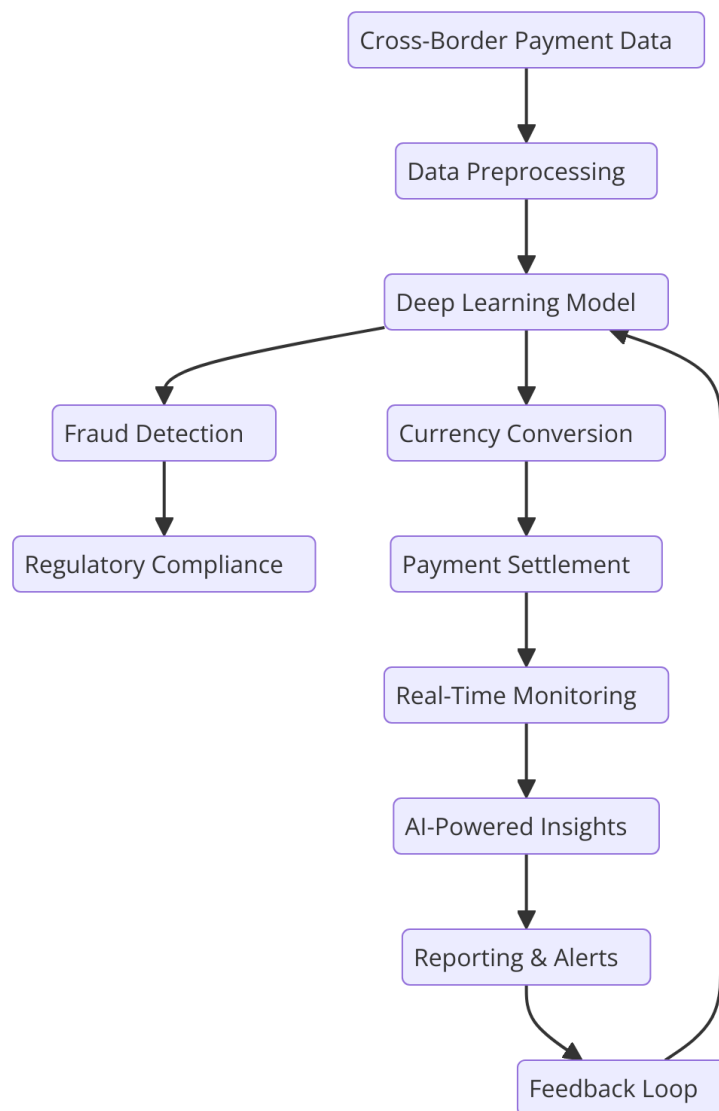 Cross-Border Payment Data
Data Preprocessing
Deep Learning Model
Fraud Detection
Currency Conversion
Regulatory Compliance
Payment Settlement
Real-Time Monitoring
AI-Powered Insights
Reporting & Alerts
Feedback Loop